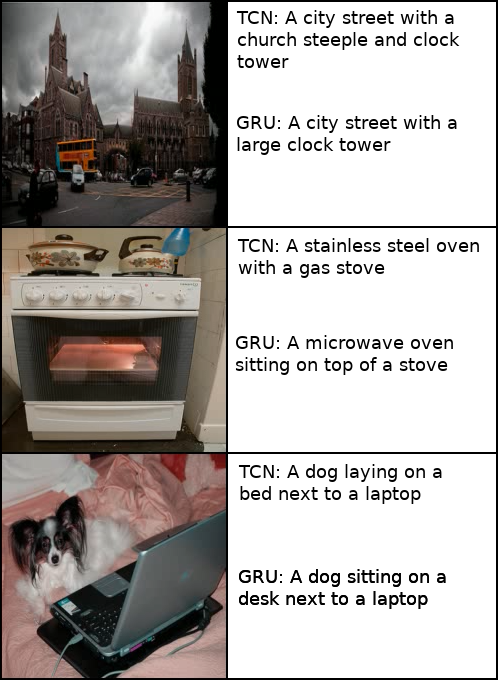 TCN: A city street with a
church steeple and clock
tower
GRU: A city street with a
large clock tower
TCN: A stainless steel oven
with a gas stove
GRU: A microwave oven
sitting on top of a stove
TCN: A dog laying on a
bed next to a laptop
GRU: A dog sitting on a
desk next to a laptop